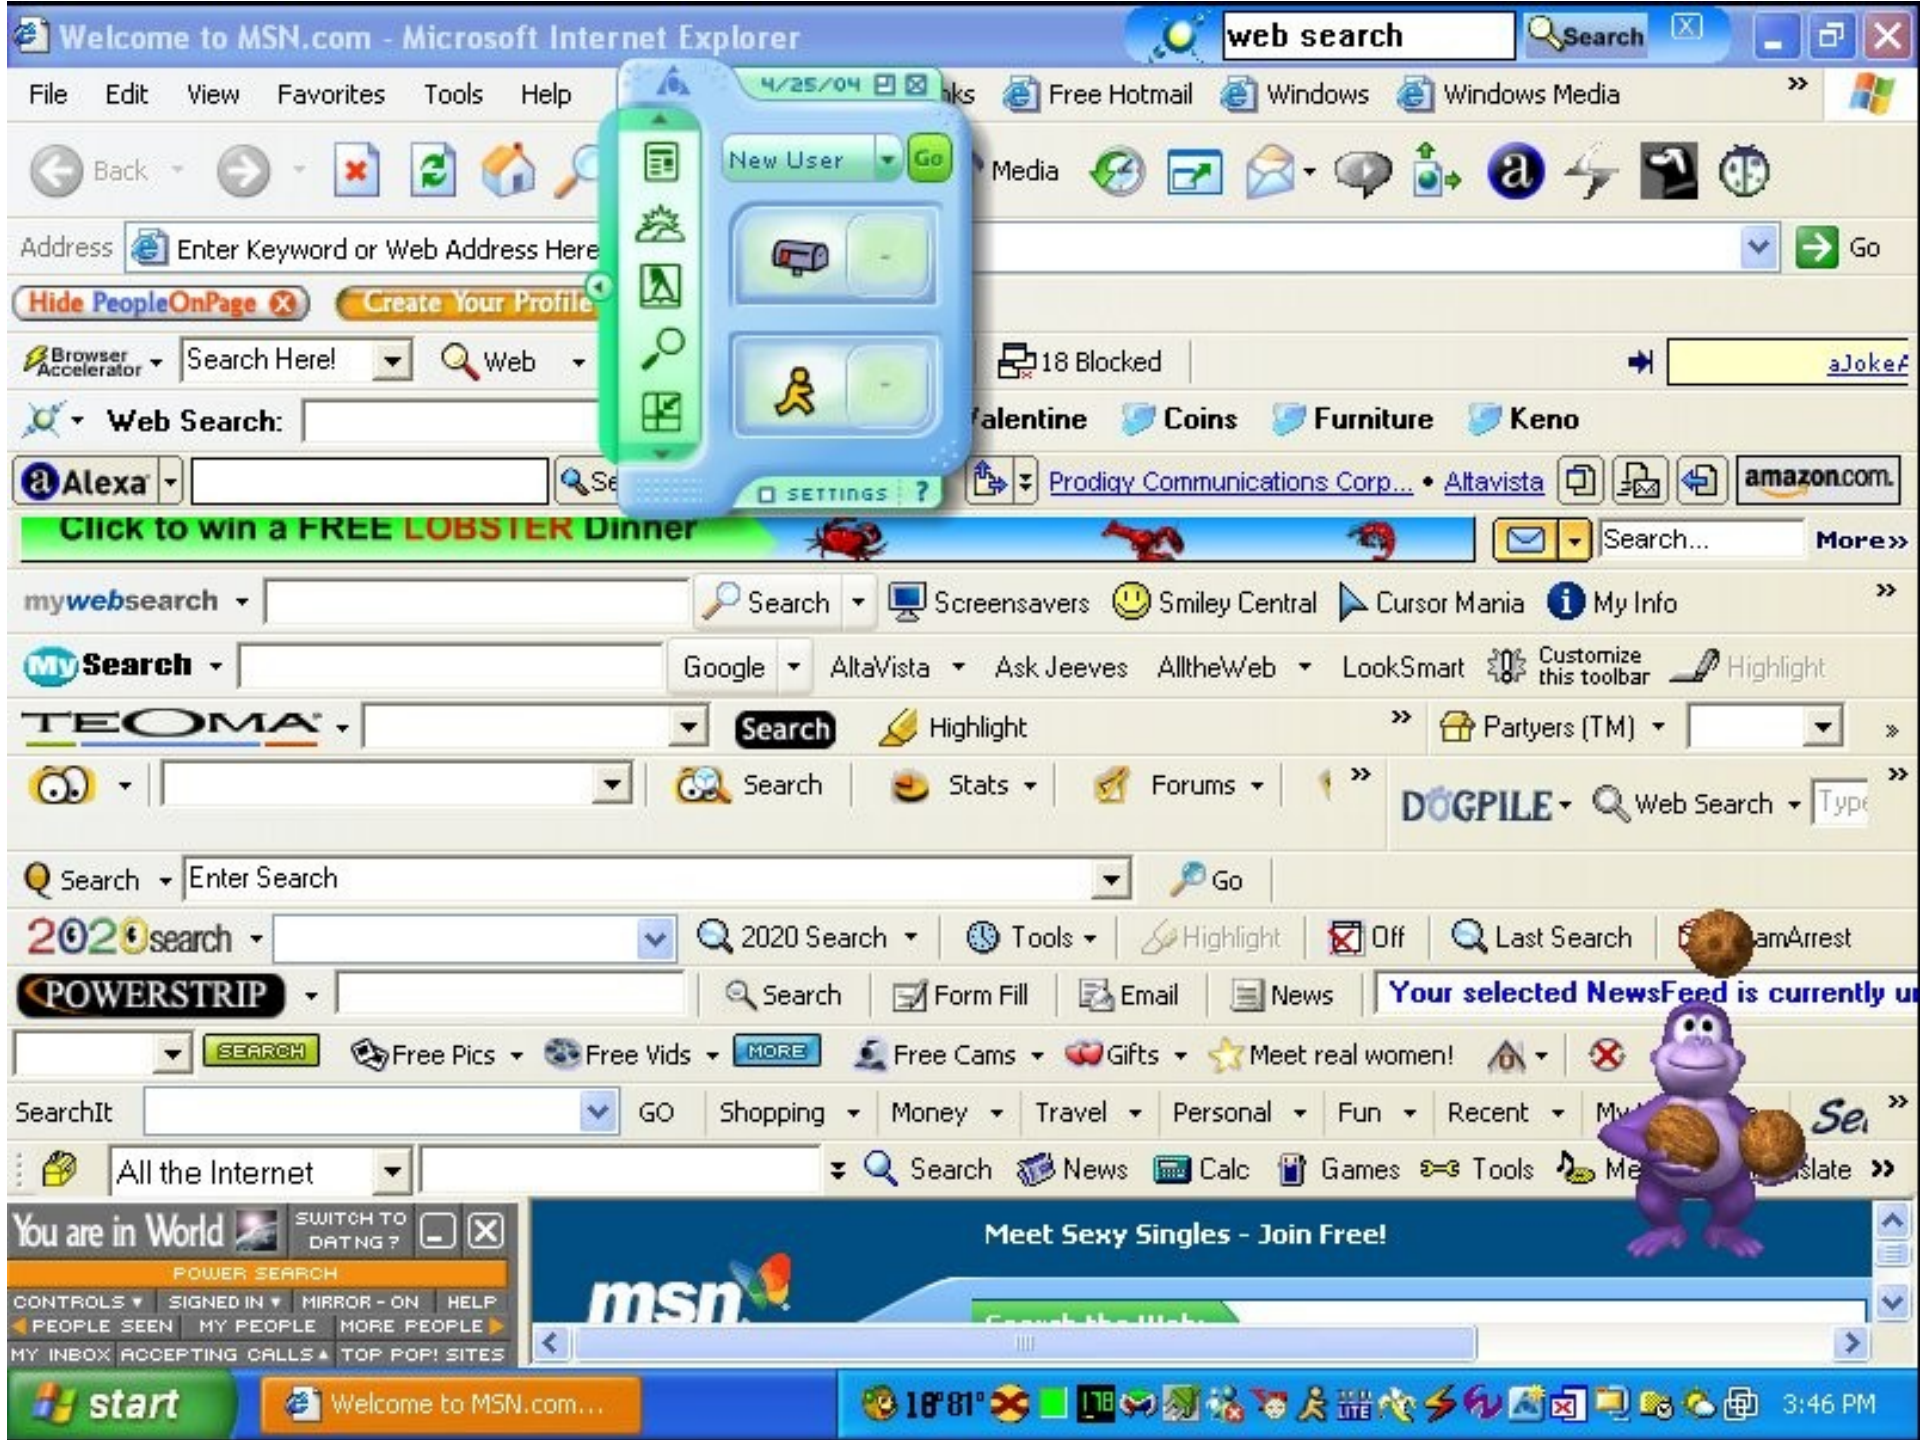 Welcome to MSN.com - Microsoft Internet Explorer
web search Search X
File Edit View Favorites Tools Help
4/25/04
Free Hotmail Windows Windows Media »
Back
New User Go
Media
Address Enter Keyword or Web Address Here
Go
Hide PeopleOnPage Create Your Profile
Browser Accelerator Search Here! Web
18 Blocked
Web Search:
Coins Furniture Keno
Alexa
SETTINGS ?
Prodigy Communications Corp... • Altavista amazon.com.
Click to win a FREE LOBSTER Dinner
Search... More»
mywebsearch Search Screensavers Smiley Central Cursor Mania My Info »
My Search Google AltaVista Ask Jeeves AlltheWeb LookSmart Customize this toolbar Highlight
TEOMA Search Highlight » Partyers (TM) »
Search Stats Forums » DOGPILE Web Search »
Search Enter Search Go
2020search 2020 Search Tools Highlight Off Last Search
POWERSTRIP Search Form Fill Email News Your selected NewsFeed is currently
SEARCH Free Pics Free Vids MORE Free Cams Gifts Meet real women!
SearchIt GO Shopping Money Travel Personal Fun Recent »
All the Internet Search News Calc Games Tools »
You are in World SWITCH TO DATNG?
POWER SEARCH
CONTROLS SIGNED IN MIRROR - ON HELP
PEOPLE SEEN MY PEOPLE MORE PEOPLE
MY INBOX ACCEPTING CALLS TOP POP! SITES
Meet Sexy Singles - Join Free!
msn
start Welcome to MSN.com... 81° 178 LITE 3:46 PM